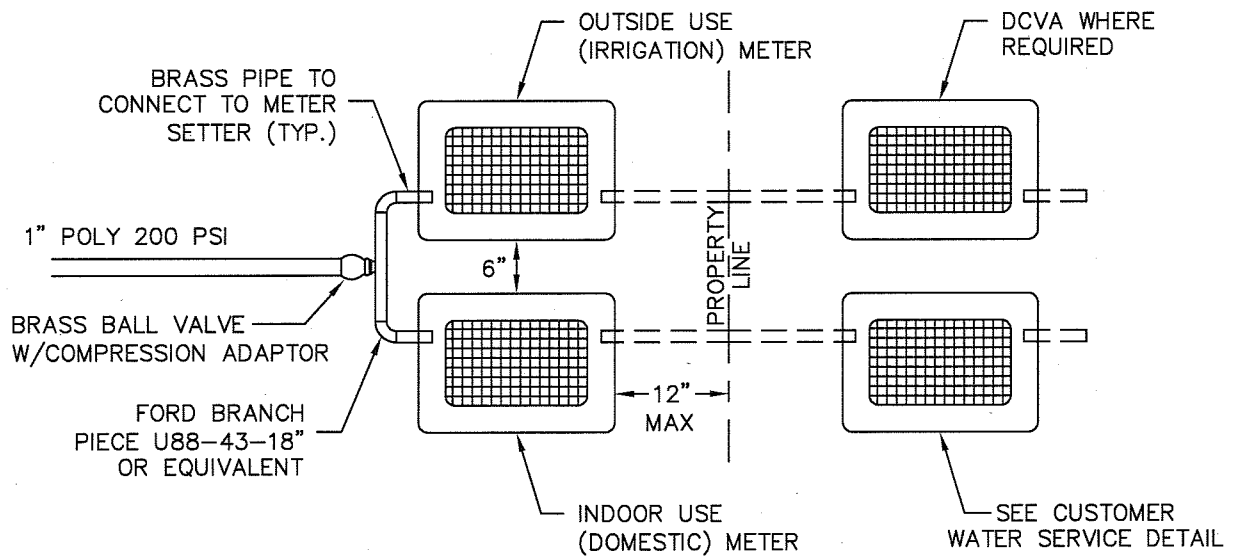 OUTSIDE USE
(IRRIGATION) METER
DCVA WHERE
REQUIRED
BRASS PIPE TO
CONNECT TO METER
SETTER (TYP.)
1" POLY 200 PSI
6"
PROPERTY
LINE
BRASS BALL VALVE
W/COMPRESSION ADAPTOR
12"
MAX
FORD BRANCH
PIECE U88-43-18"
OR EQUIVALENT
INDOOR USE
(DOMESTIC) METER
SEE CUSTOMER
WATER SERVICE DETAIL